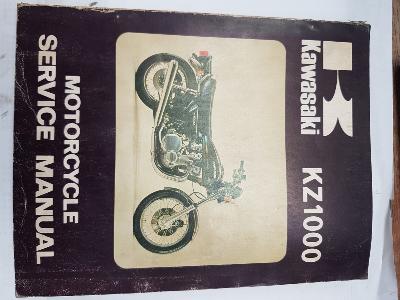 Kawasaki
KZ1000
MOTORCYCLE
SERVICE MANUAL